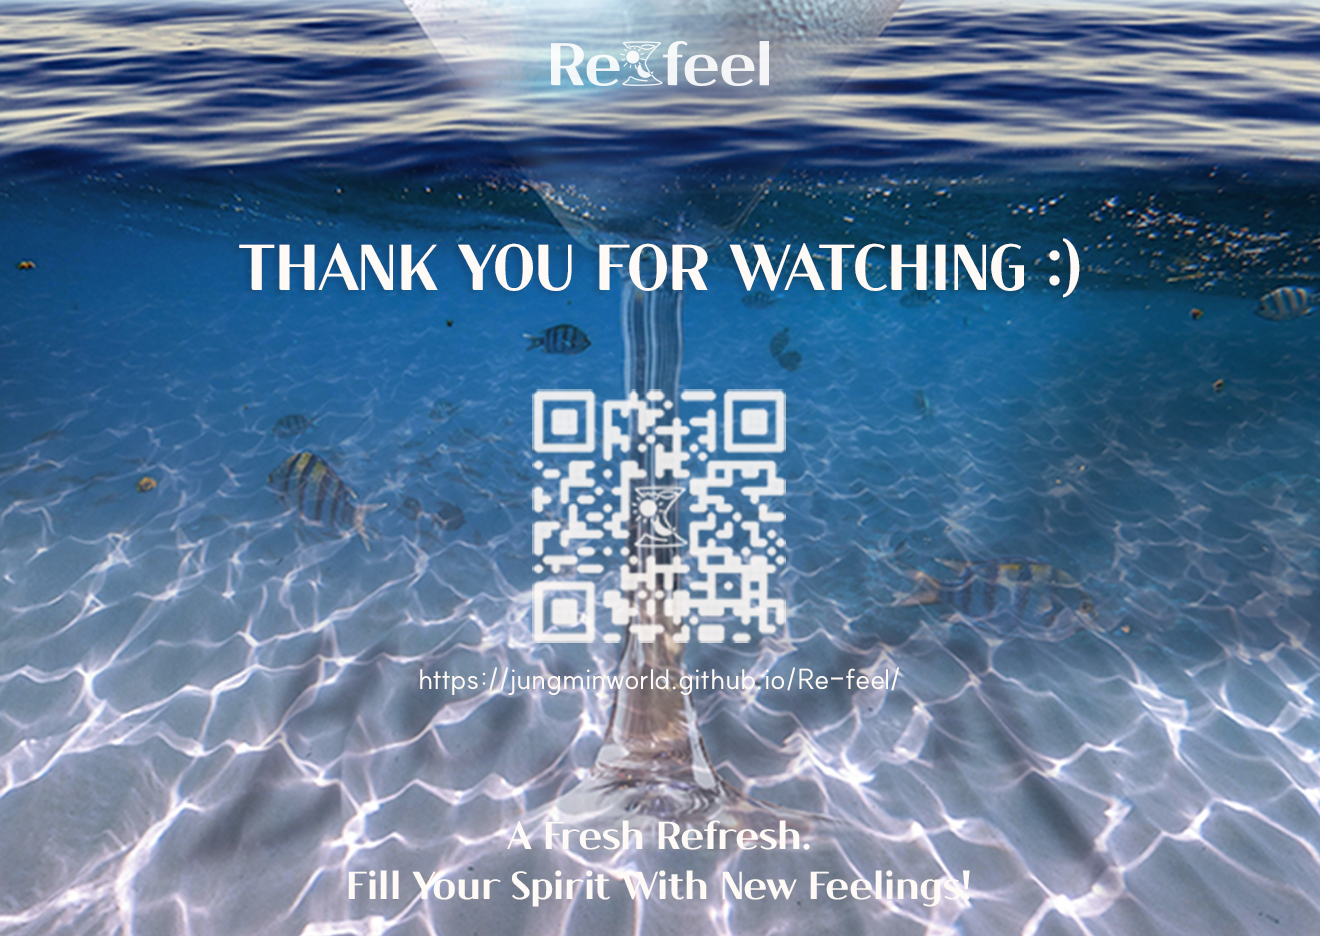 Re feel
THANK YOU FOR WATCHING :)
https://jungminworld.github.io/Re-feel/
A Fresh Refresh.
Fill Your Spirit With New Feelings!